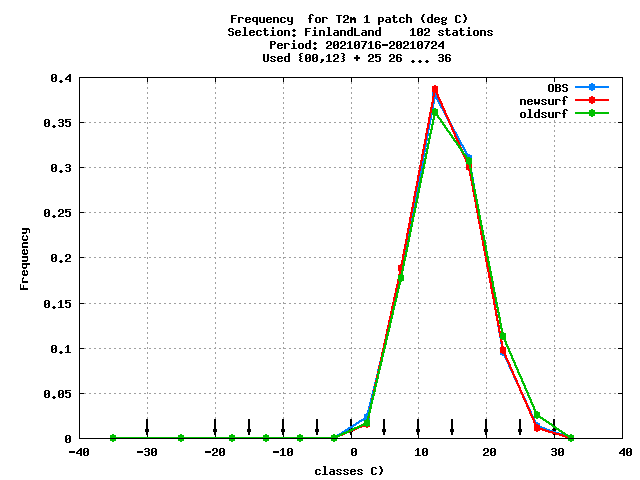 Frequency  for T2m 1 patch (deg C)
Selection: FinlandLand    102 stations
Period: 20210716-20210724
Used {00,12} + 25 26 ... 36
OBS
newsurf
oldsurf
0.4
0.35
0.3
0.25
0.2
0.15
0.1
0.05
0
Frequency
-40 -30 -20 -10 0 10 20 30 40
classes C)